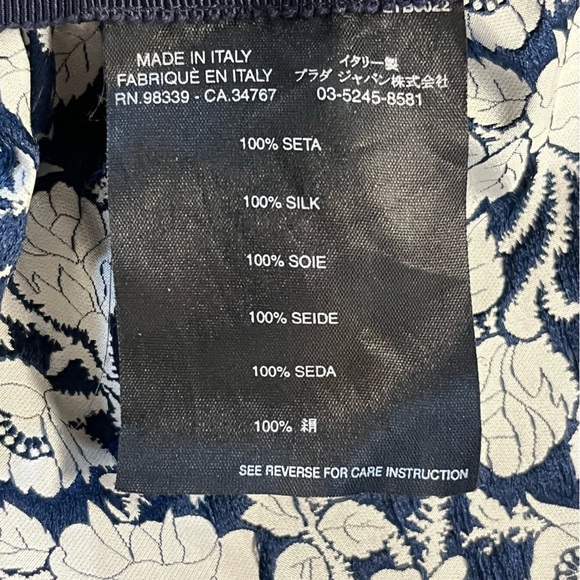 MADE IN ITALY
FABRIQUÈ EN ITALY
RN.98339 - CA.34767
イタリー製
プラダ ジャパン株式会社
03-5245-8581
100% SETA
100% SILK
100% SOIE
100% SEIDE
100% SEDA
100% 絹
SEE REVERSE FOR CARE INSTRUCTION